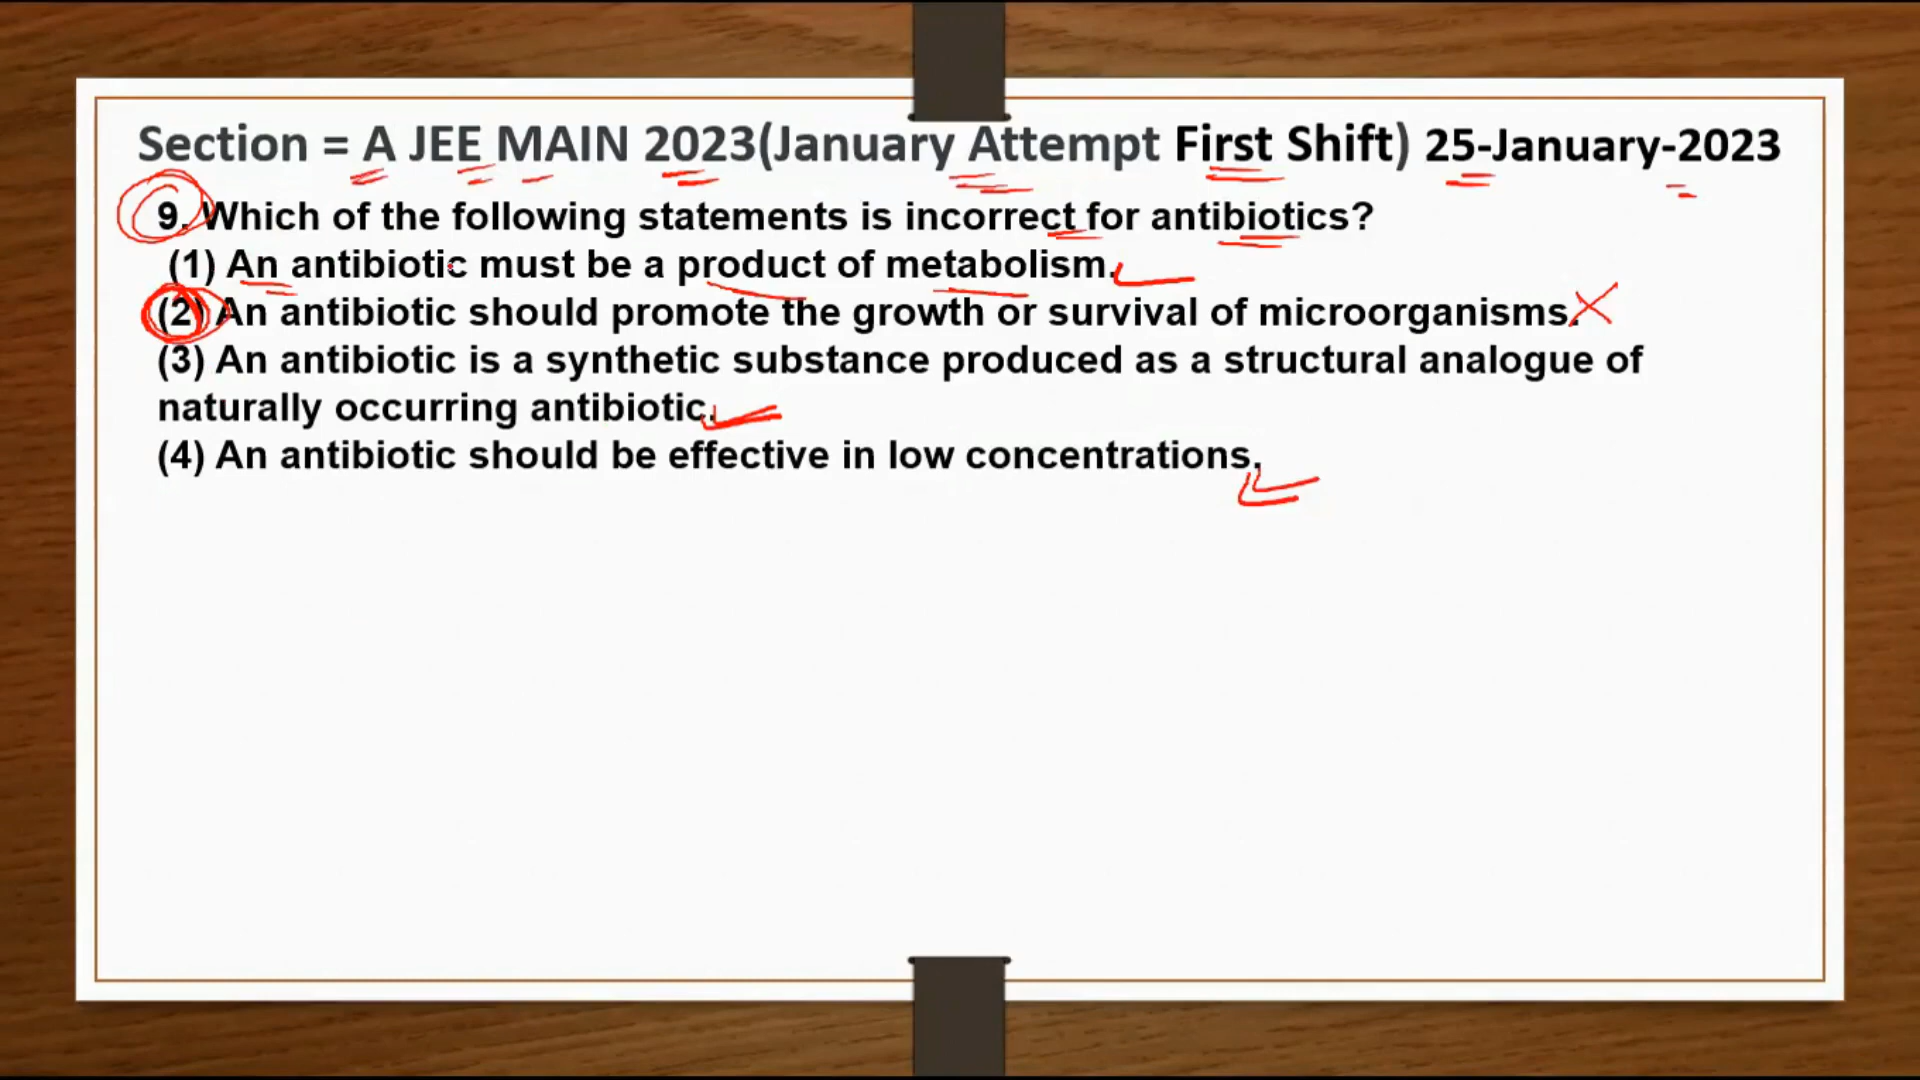 Section = A JEE MAIN 2023(January Attempt First Shift) 25-January-2023
9. Which of the following statements is incorrect for antibiotics?
(1) An antibiotic must be a product of metabolism.
(2) An antibiotic should promote the growth or survival of microorganisms.
(3) An antibiotic is a synthetic substance produced as a structural analogue of
naturally occurring antibiotic.
(4) An antibiotic should be effective in low concentrations.